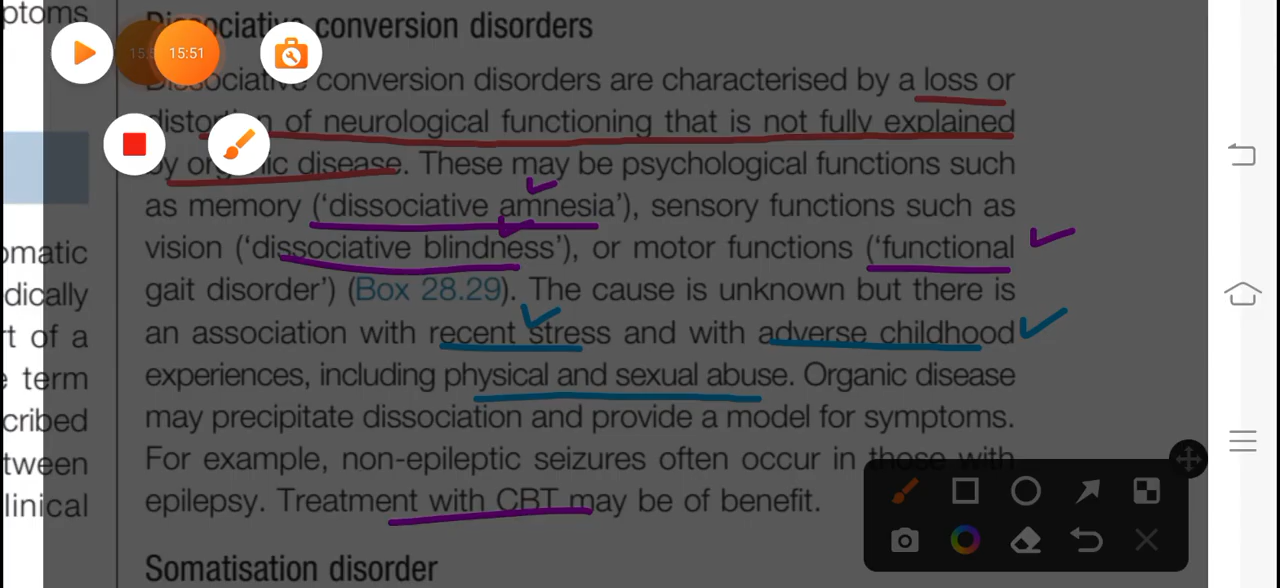 ptoms
Dissociative conversion disorders
15:51
Dissociative conversion disorders are characterised by a loss or
distortion of neurological functioning that is not fully explained
by organic disease. These may be psychological functions such
as memory (‘dissociative amnesia’), sensory functions such as
vision (‘dissociative blindness’), or motor functions (‘functional
gait disorder’) (Box 28.29). The cause is unknown but there is
an association with recent stress and with adverse childhood
experiences, including physical and sexual abuse. Organic disease
may precipitate dissociation and provide a model for symptoms.
For example, non-epileptic seizures often occur in those with
epilepsy. Treatment with CBT may be of benefit.
Somatisation disorder
omatic
dically
rt of a
e term
cribed
tween
linical